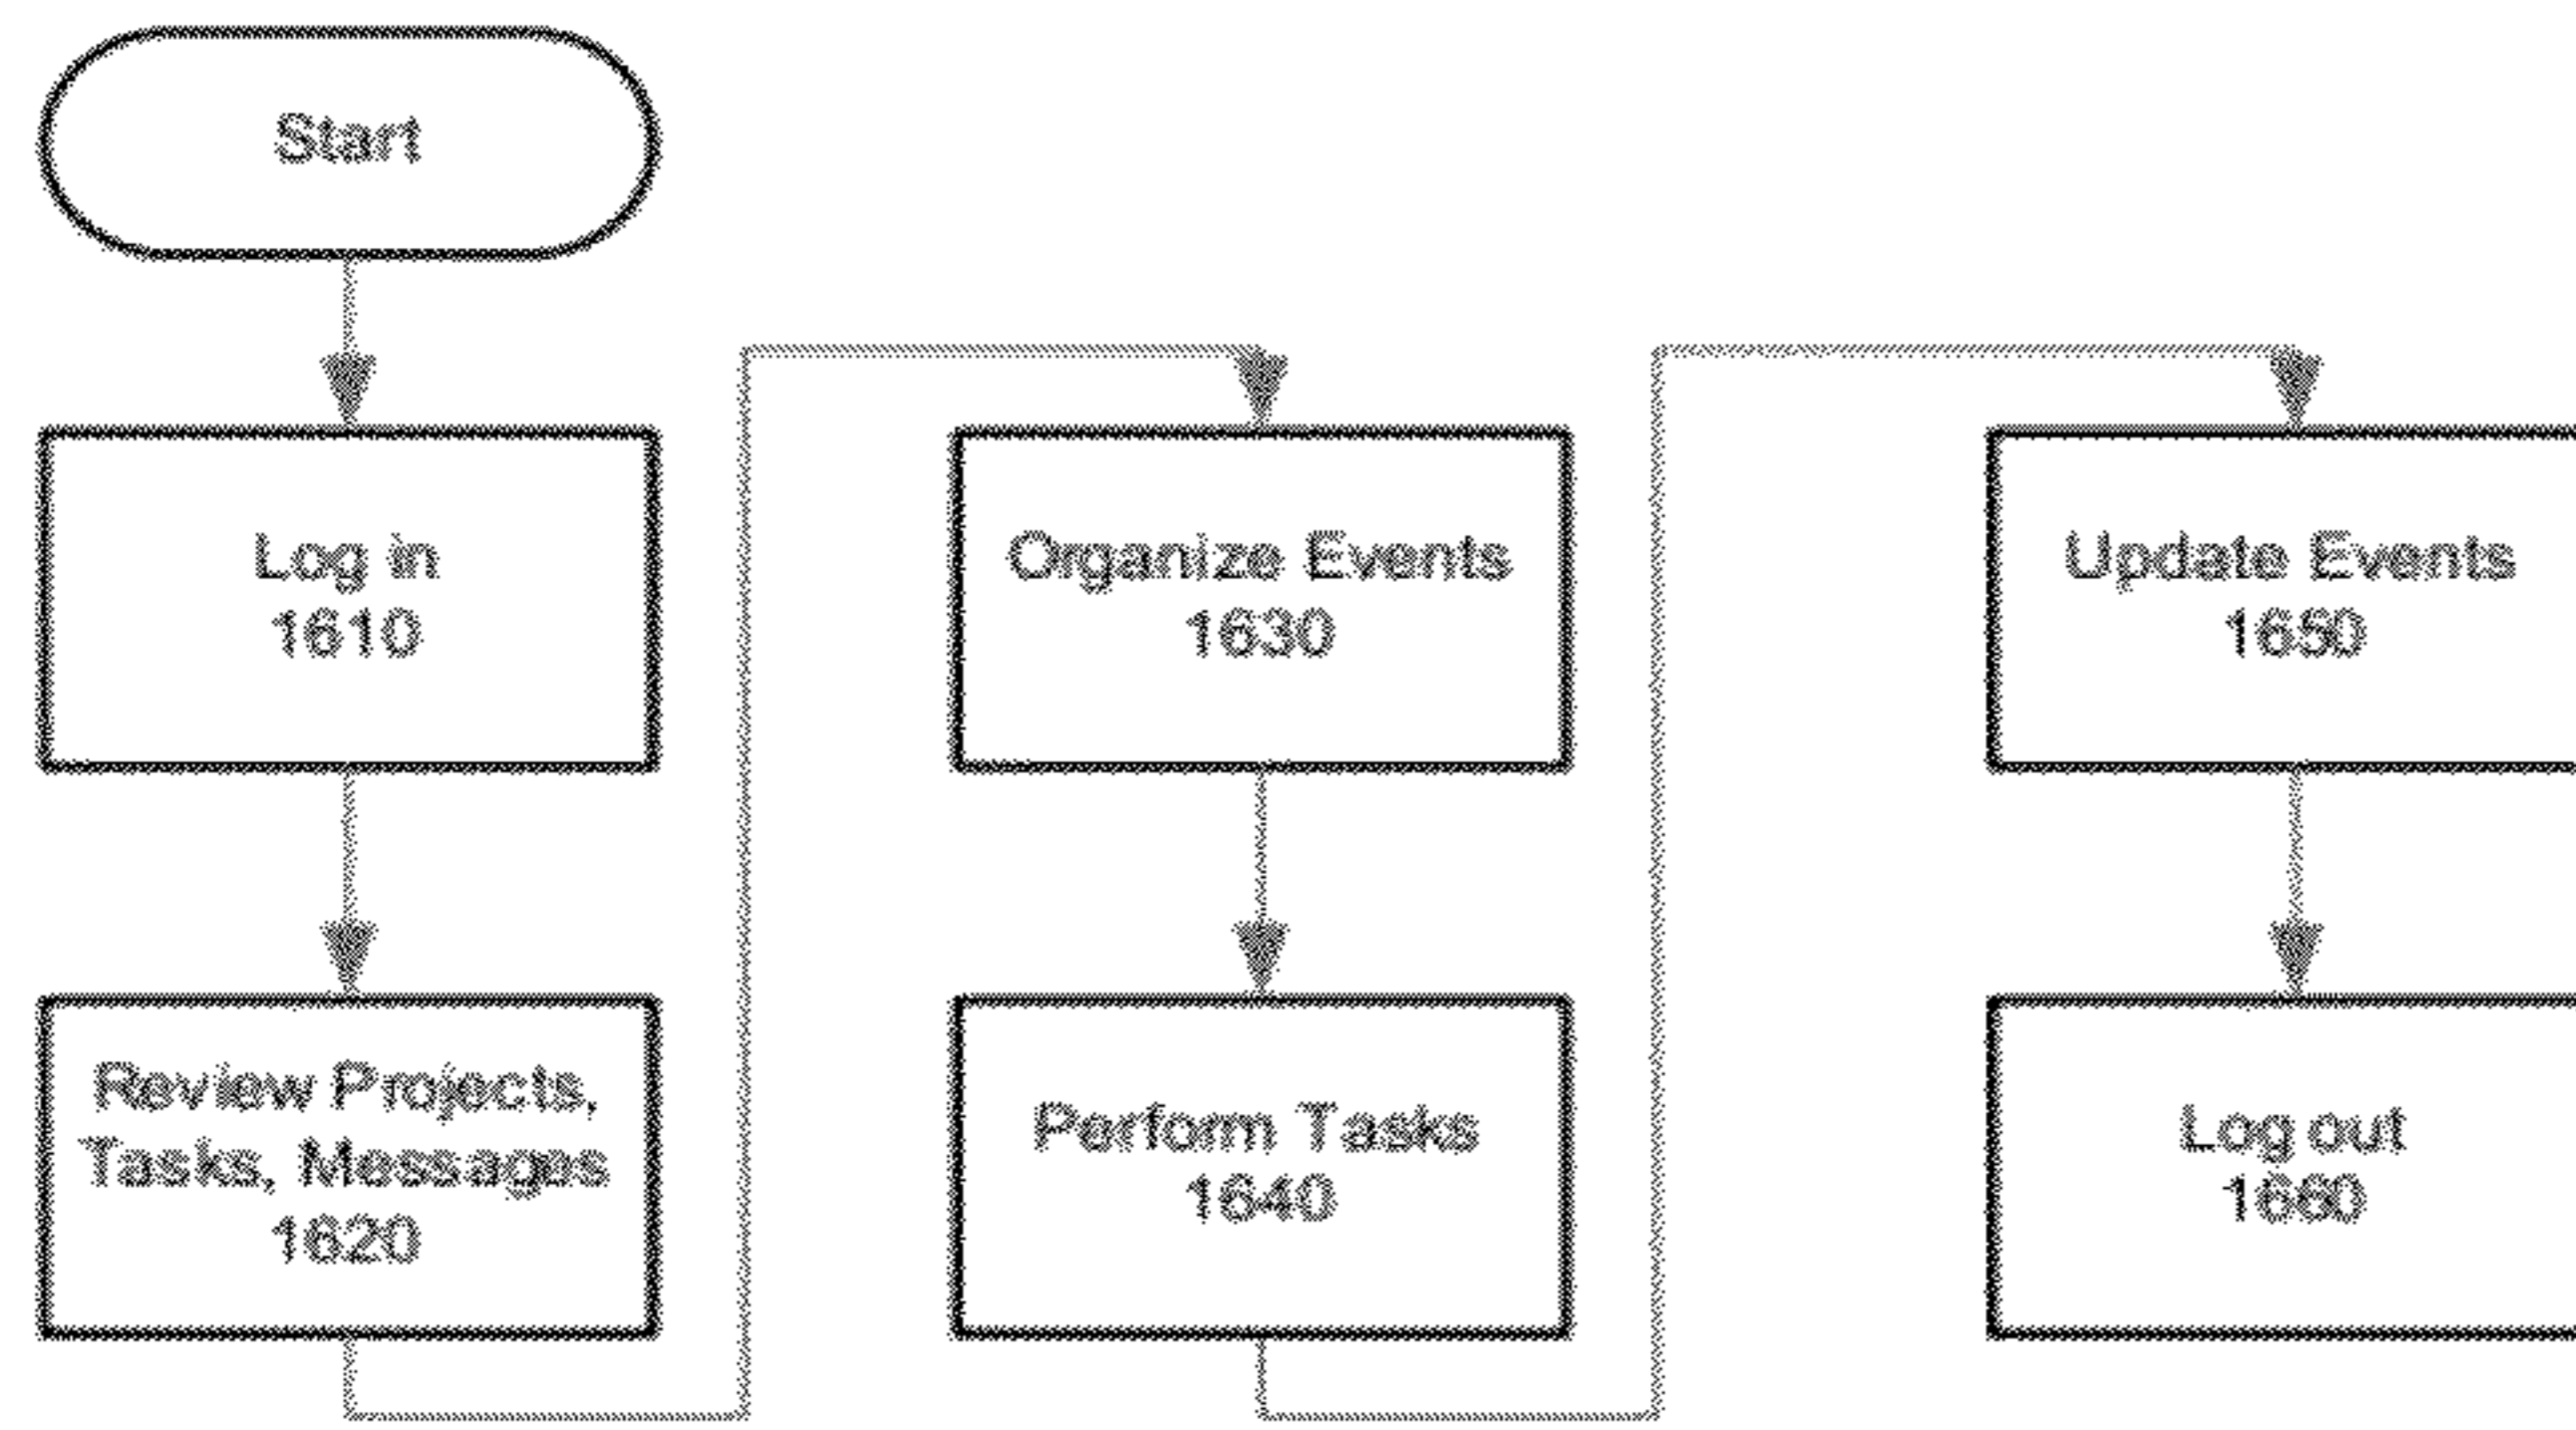 Start
Log in
1610
Review Projects,
Tasks, Messages
1620
Organize Events
1630
Perform Tasks
1640
Update Events
1650
Log out
1660